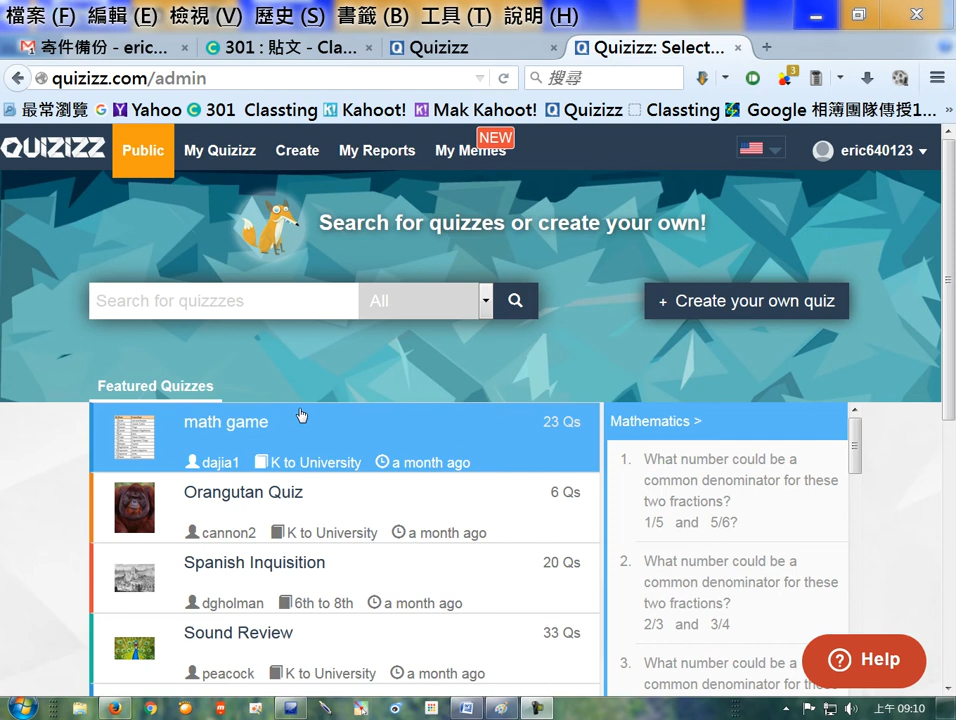 檔案 (F) 編輯 (E) 檢視 (V) 歷史 (S) 書籤 (B) 工具 (T) 說明 (H)
寄件備份 - eric... × 301 : 貼文 - Cla... × Quizizz × Quizizz: Select... × +
quizizz.com/admin 搜尋 3
最常瀏覽 Yahoo 301 Classting Kahoot! Mak Kahoot! Quizizz Classting Google 相簿團隊傳授1... »
QUIZIZZ Public My Quizizz Create My Reports My Memes NEW eric640123
Search for quizzes or create your own!
Search for quizzzes All + Create your own quiz
Featured Quizzes
math game 23 Qs
dajia1 K to University a month ago
Orangutan Quiz 6 Qs
cannon2 K to University a month ago
Spanish Inquisition 20 Qs
dgholman 6th to 8th a month ago
Sound Review 33 Qs
peacock K to University a month ago
Mathematics >
1. What number could be a
common denominator for these
two fractions?
1/5 and 5/6?
2. What number could be a
common denominator for these
two fractions?
2/3 and 3/4
3. What number could be a
common denominator for
? Help
上午 09:10